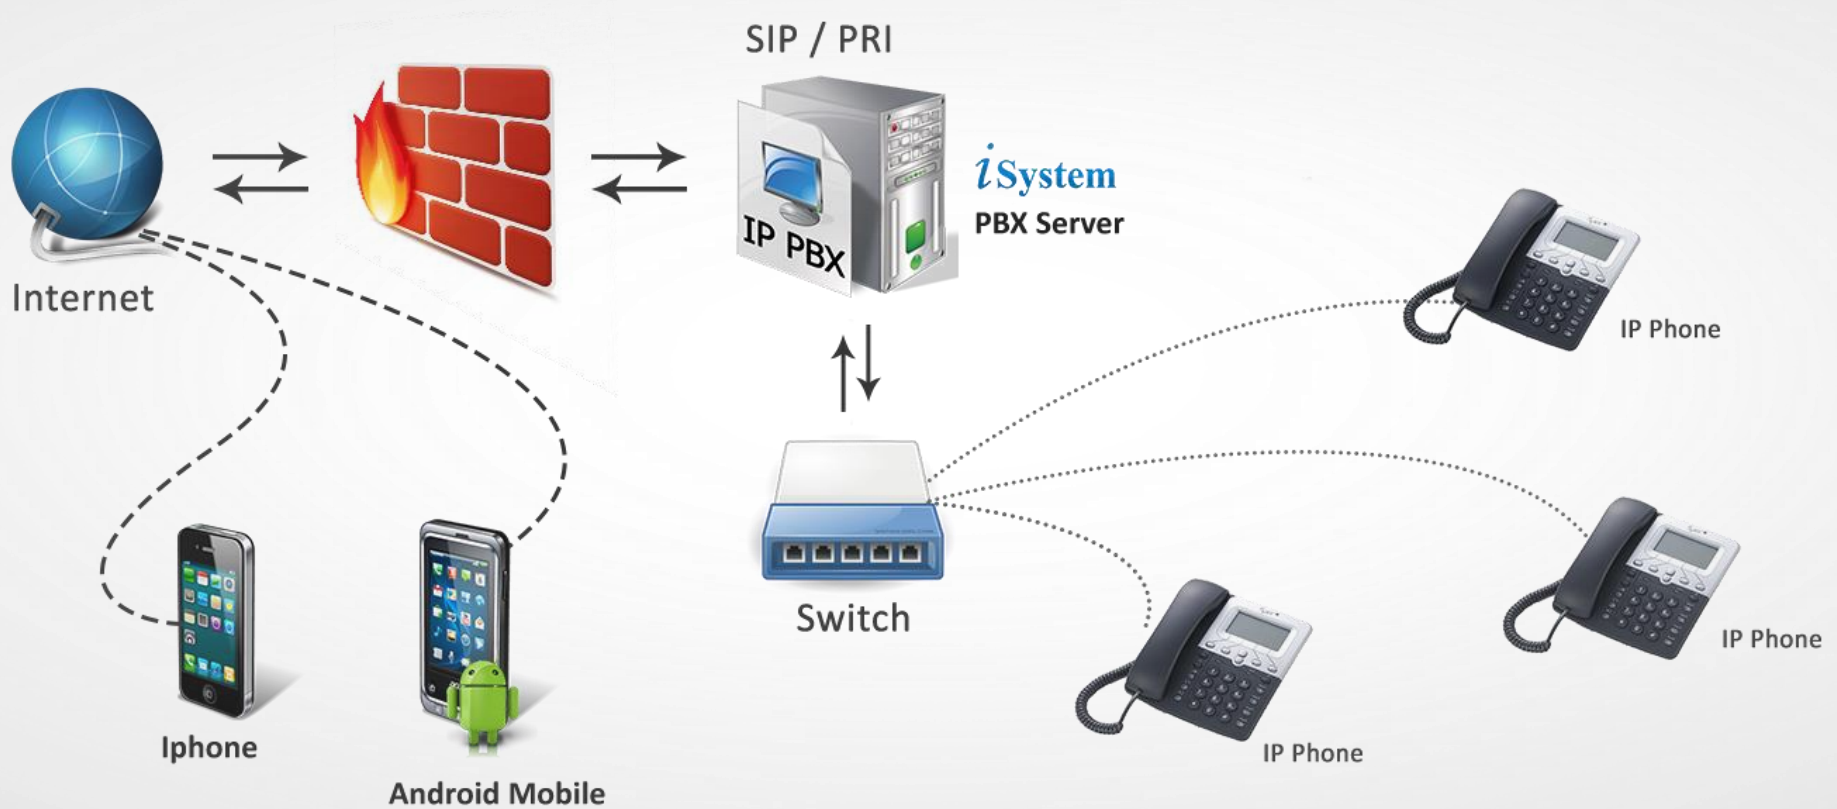 SIP / PRI
IP PBX
iSystem
PBX Server
Internet
IP Phone
Switch
IP Phone
IP Phone
Iphone
Android Mobile